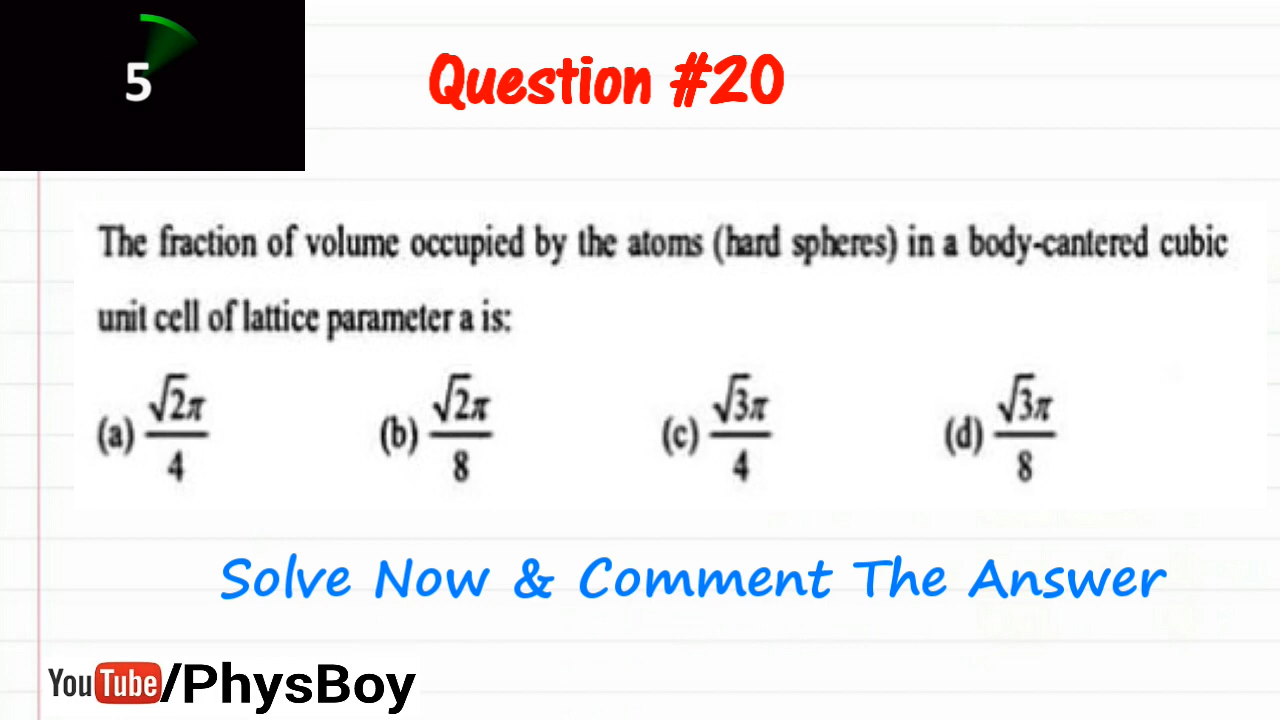 5
Question #20
The fraction of volume occupied by the atoms (hard spheres) in a body-cantered cubic
unit cell of lattice parameter a is:
(a) √2π/4 (b) √2π/8 (c) √3π/4 (d) √3π/8
Solve Now & Comment The Answer
YouTube/PhysBoy